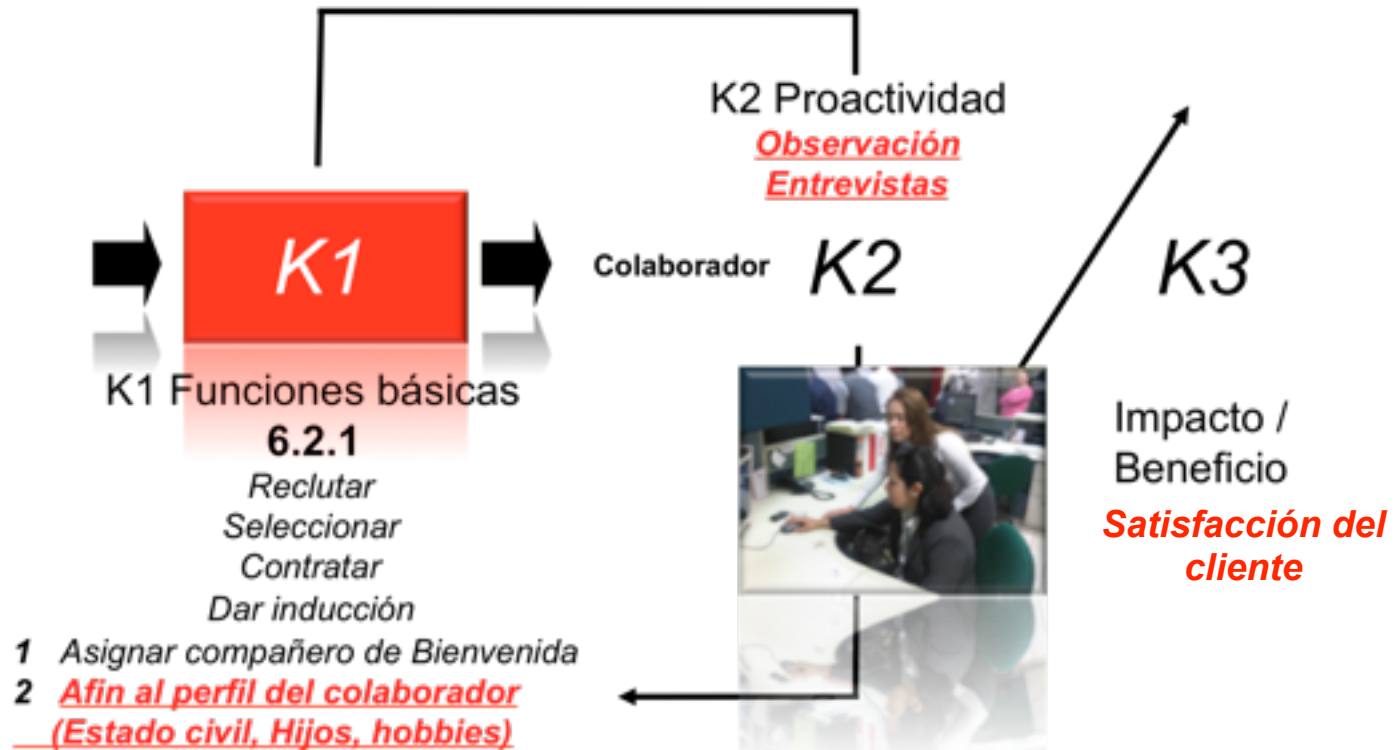 K2 Proactividad
Observación
Entrevistas
K1
Colaborador
K2
K3
K1 Funciones básicas
6.2.1
Reclutar
Seleccionar
Contratar
Dar inducción
1 Asignar compañero de Bienvenida
2 Afin al perfil del colaborador
(Estado civil, Hijos, hobbies)
Impacto /
Beneficio
Satisfacción del
cliente